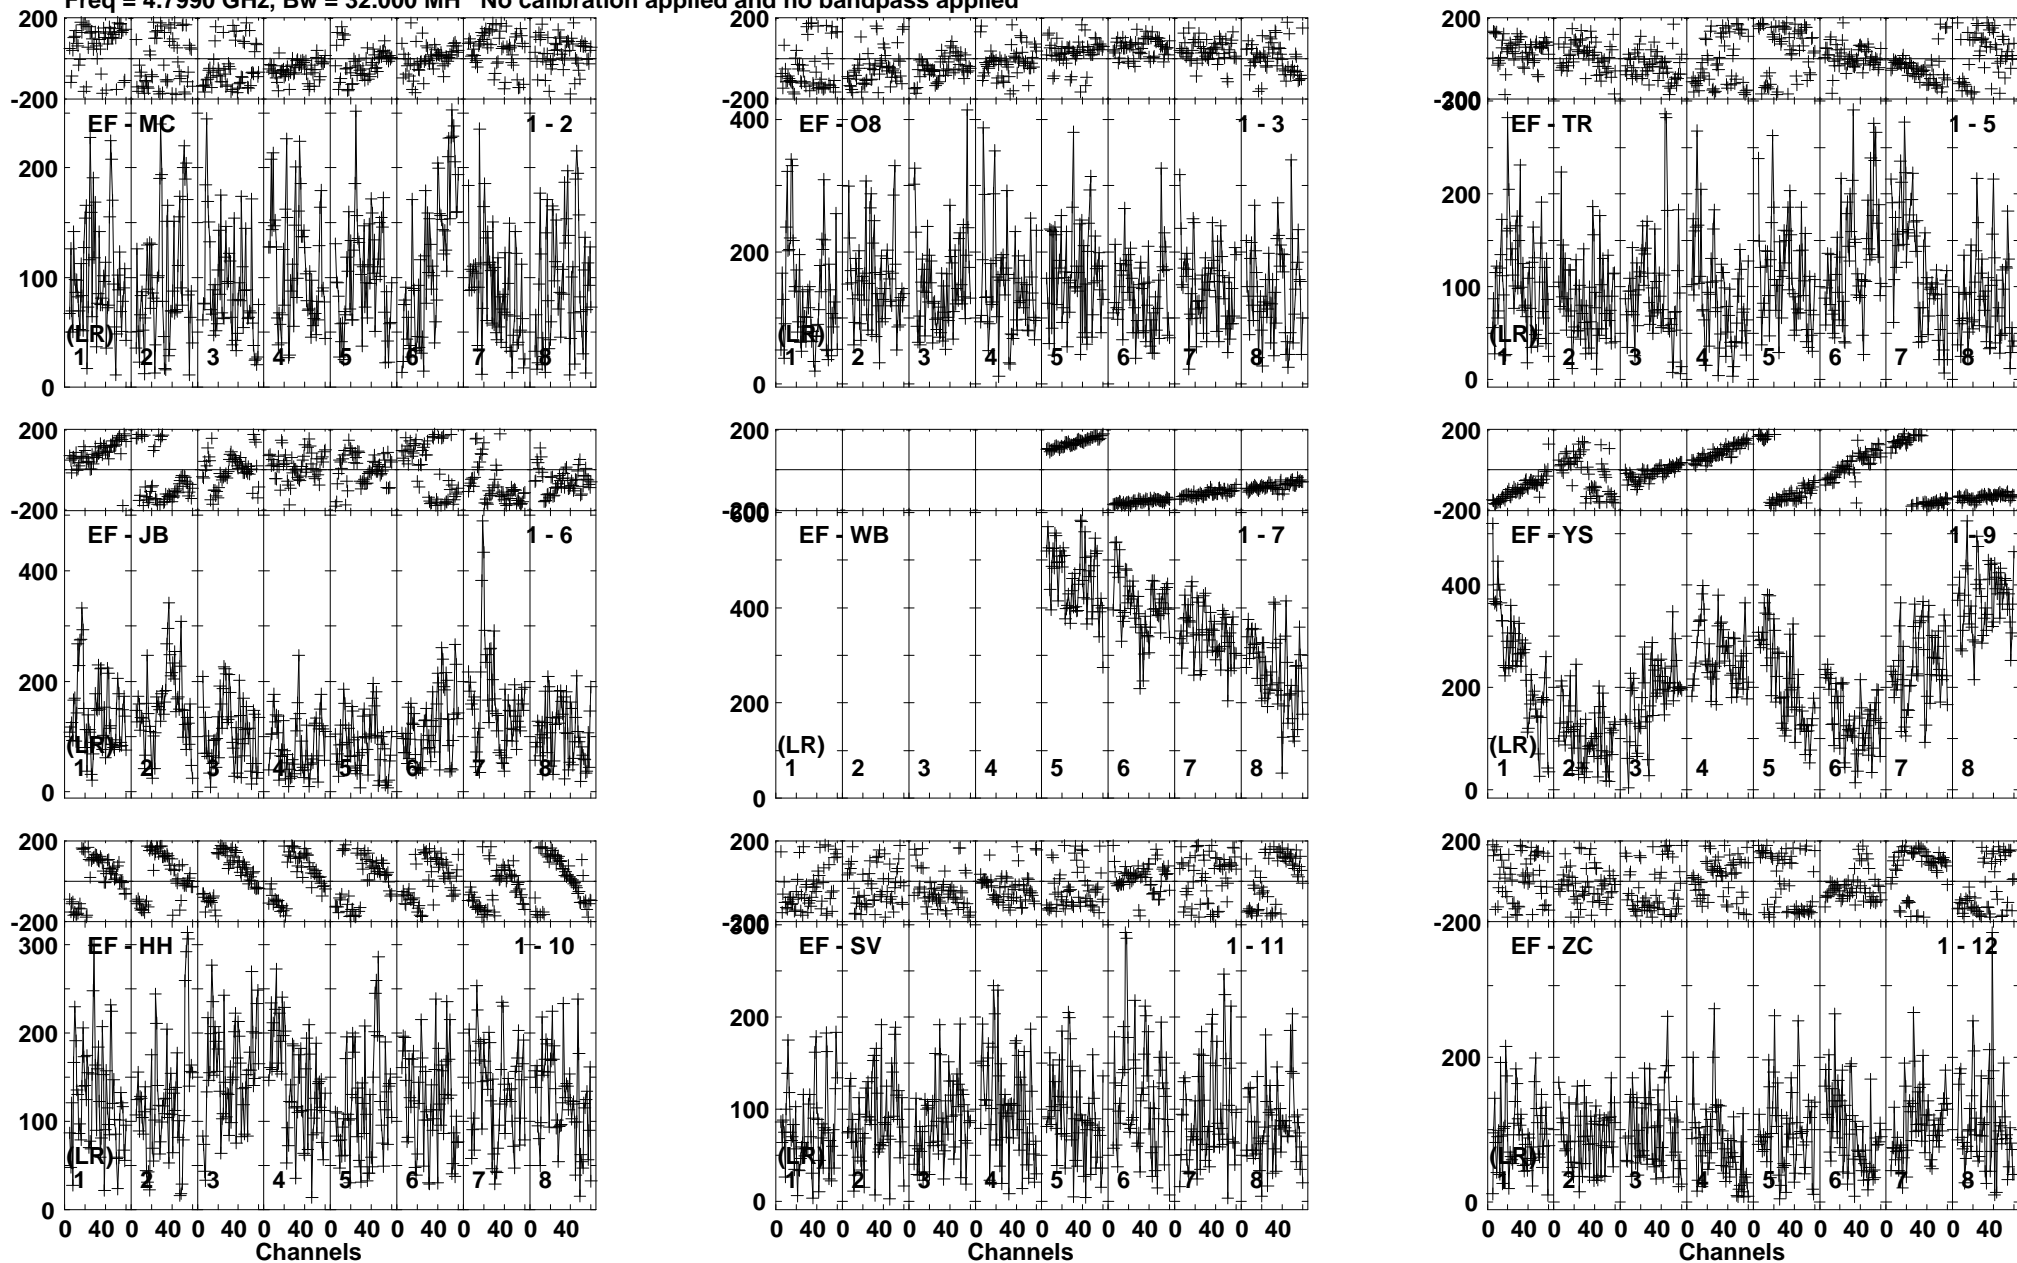 Freq = 4.7990 GHz, Bw = 32.000 MH   No calibration applied and no bandpass applied
200
-200
EF - MC
1 - 2
200
100
0
(LR)
1 2 3 4 5 6 7 8
200
-200
EF - O8
1 - 3
400
200
0
(LR)
1 2 3 4 5 6 7 8
200
-200
300
EF - TR
1 - 5
200
100
0
(LR)
1 2 3 4 5 6 7 8
200
-200
EF - JB
1 - 6
400
200
0
(LR)
1 2 3 4 5 6 7 8
200
-200
600
EF - WB
1 - 7
400
200
0
(LR)
1 2 3 4 5 6 7 8
200
-200
EF - YS
1 - 9
400
200
0
(LR)
1 2 3 4 5 6 7 8
200
-200
EF - HH
1 - 10
300
200
100
0
(LR)
1 2 3 4 5 6 7 8
0 40 0 40 0 40 0 40 0 40 0 40 0 40 0 40
Channels
200
-200
300
EF - SV
1 - 11
200
100
0
(LR)
1 2 3 4 5 6 7 8
0 40 0 40 0 40 0 40 0 40 0 40 0 40 0 40
Channels
200
-200
EF - ZC
1 - 12
200
0
(LR)
1 2 3 4 5 6 7 8
0 40 0 40 0 40 0 40 0 40 0 40 0 40 0 40
Channels